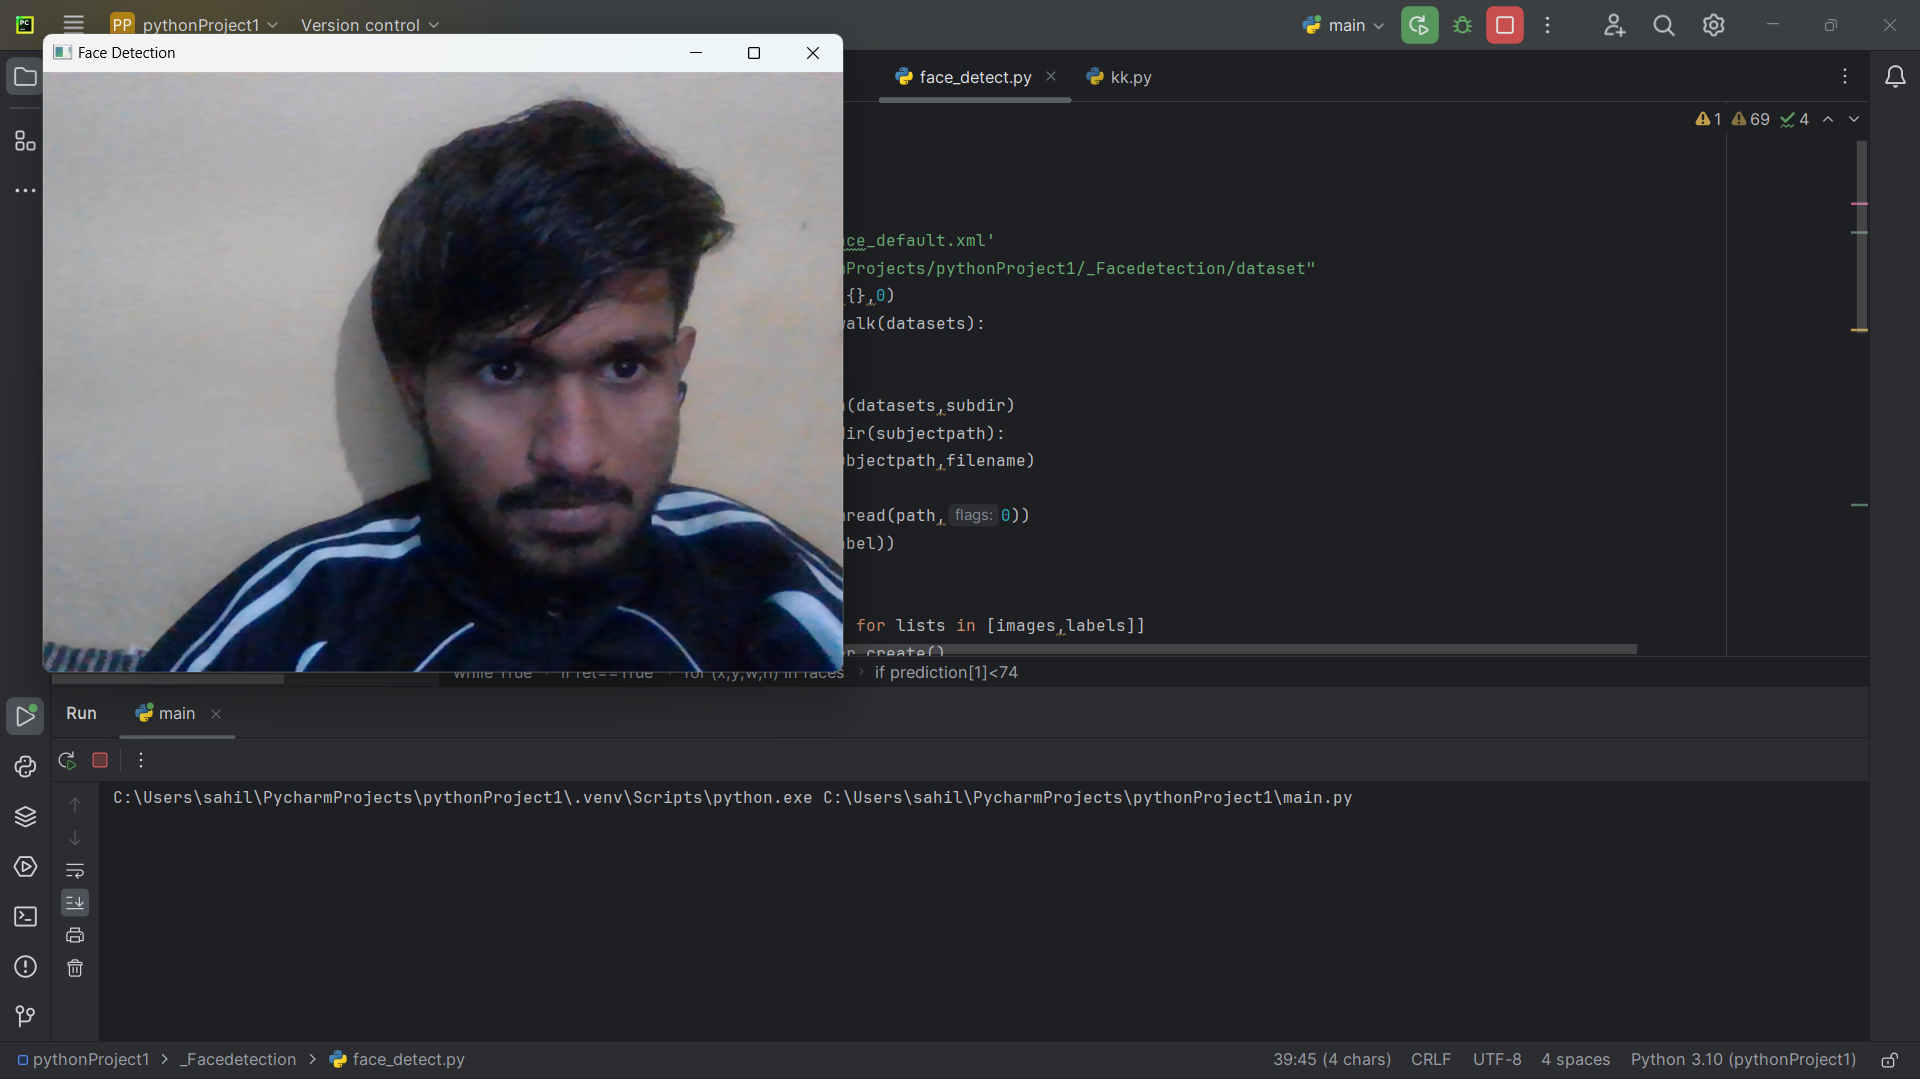 PC PP pythonProject1 Version control main
Face Detection
face_detect.py kk.py
1 69 4
ce_default.xml'
Projects/pythonProject1/_Facedetection/dataset"
{},0)
alk(datasets):
(datasets,subdir)
ir(subjectpath):
bjectpath,filename)
read(path, flags: 0))
bel))
for lists in [images,labels]]
r.create()
while True if ret==True for (x,y,w,h) in faces if prediction[1]<74
Run main
C:\Users\sahil\PycharmProjects\pythonProject1\.venv\Scripts\python.exe C:\Users\sahil\PycharmProjects\pythonProject1\main.py
pythonProject1 > _Facedetection > face_detect.py 39:45 (4 chars) CRLF UTF-8 4 spaces Python 3.10 (pythonProject1)